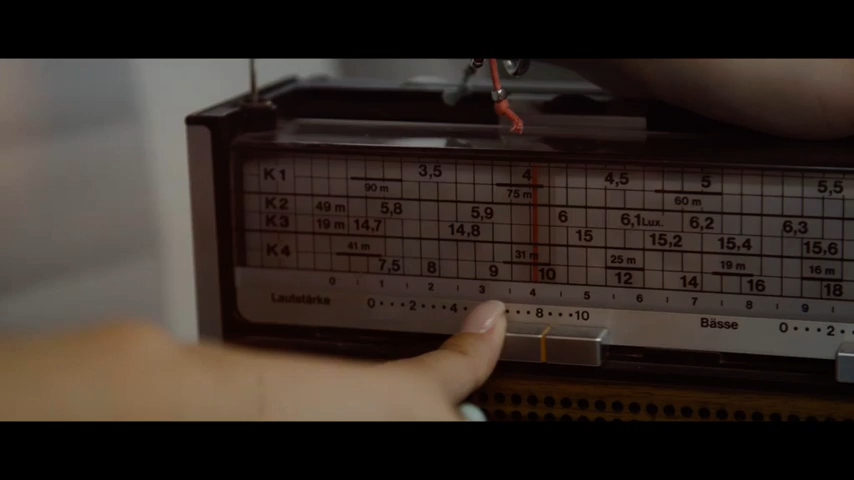 K1 3,5 4 4,5 5 5,5
90 m 75 m 60 m
K2 49 m 5,8 5,9 6 6,1 Lux. 6,2 6,3
K3 19 m 14,7 14,8 15 15,2 15,4 15,6
K4 41 m 31 m 25 m 19 m 16 m
7,5 8 9 10 12 14 16 18
0 1 2 3 4 5 6 7 8 9
Lautstärke 0 2 4 8 10 Bässe 0 2